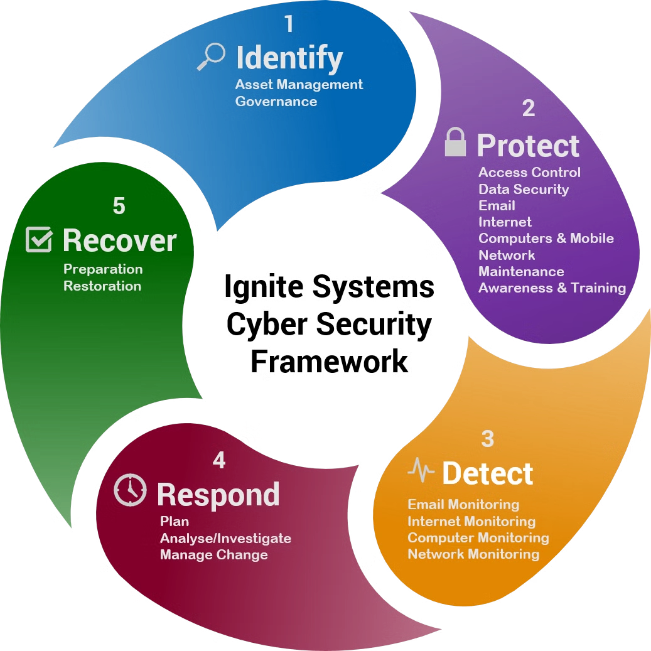 1
Identify
Asset Management
Governance
2
Protect
Access Control
Data Security
Email
Internet
Computers & Mobile
Network
Maintenance
Awareness & Training
3
Detect
Email Monitoring
Internet Monitoring
Computer Monitoring
Network Monitoring
4
Respond
Plan
Analyse/Investigate
Manage Change
5
Recover
Preparation
Restoration
Ignite Systems
Cyber Security
Framework